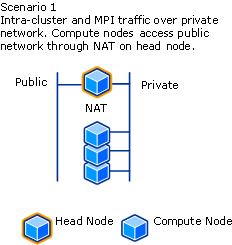 Scenario 1
Intra-cluster and MPI traffic over private
network. Compute nodes access public
network through NAT on head node.
Public
Private
NAT
Head Node
Compute Node